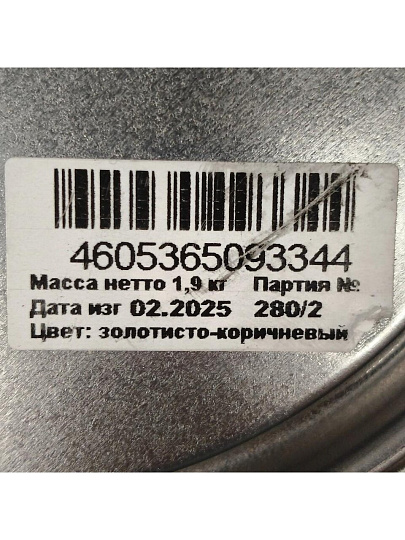 4605365093344
Масса нетто 1,9 кг Партия №
Дата изг 02.2025 280/2
Цвет: золотисто-коричневый